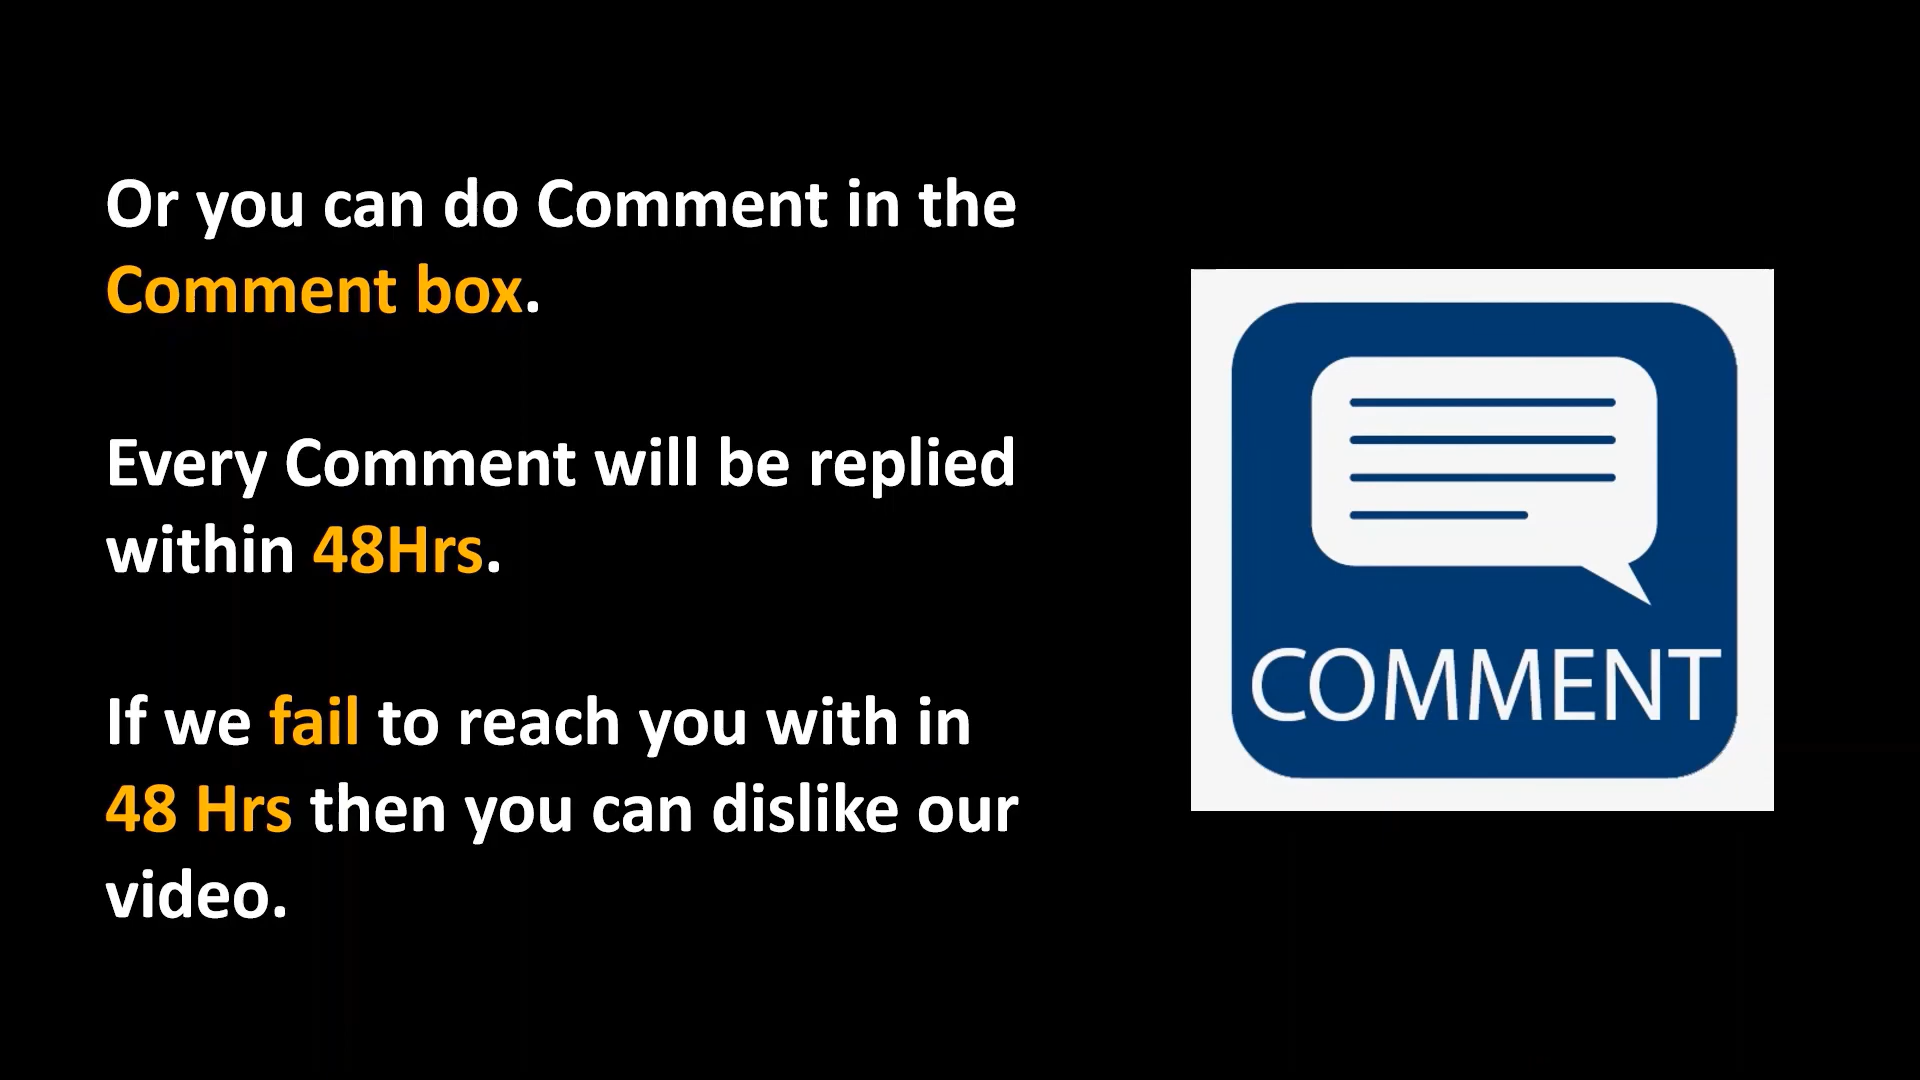 Or you can do Comment in the
Comment box.
Every Comment will be replied
within 48Hrs.
If we fail to reach you with in
48 Hrs then you can dislike our
video.
COMMENT